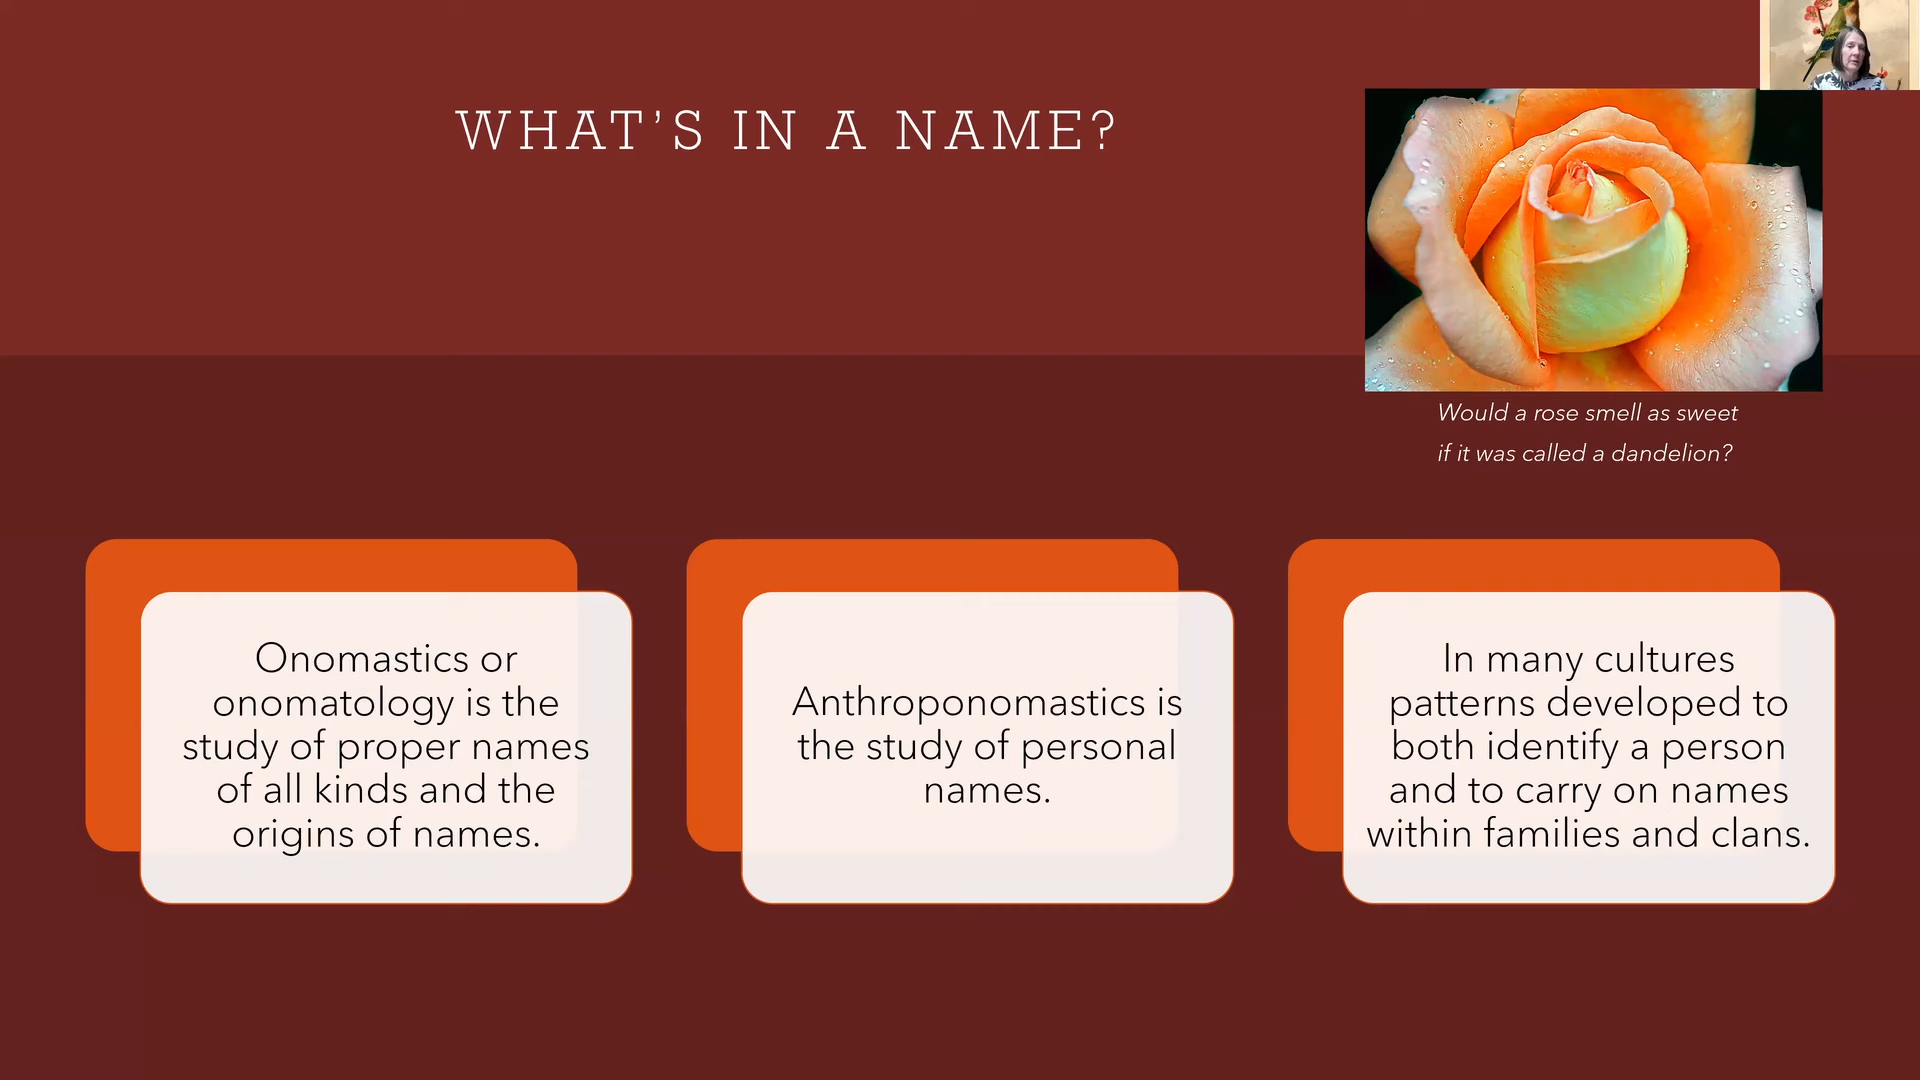 WHAT’S IN A NAME?
Would a rose smell as sweet
if it was called a dandelion?
Onomastics or
onomatology is the
study of proper names
of all kinds and the
origins of names.
Anthroponomastics is
the study of personal
names.
In many cultures
patterns developed to
both identify a person
and to carry on names
within families and clans.